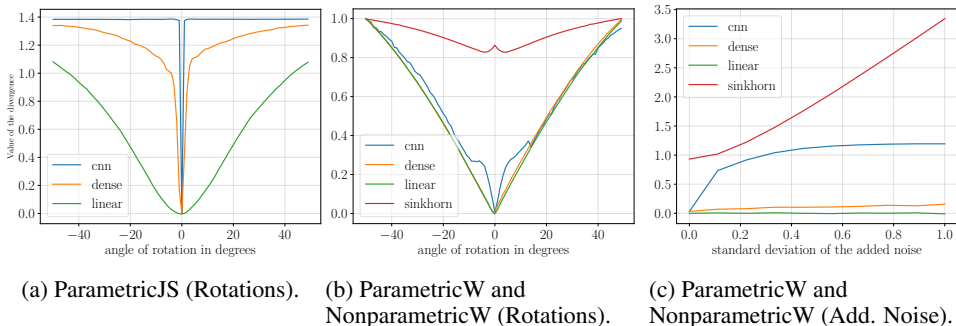 Value of the divergence
1.4
1.2
1.0
0.8
0.6
0.4
0.2
0.0
cnn
dense
linear
−40 −20 0 20 40
angle of rotation in degrees
1.0
0.8
0.6
0.4
0.2
0.0
cnn
dense
linear
sinkhorn
−40 −20 0 20 40
angle of rotation in degrees
3.5
3.0
2.5
2.0
1.5
1.0
0.5
0.0
cnn
dense
linear
sinkhorn
0.0 0.2 0.4 0.6 0.8 1.0
standard deviation of the added noise
(a) ParametricJS (Rotations).
(b) ParametricW and
NonparametricW (Rotations).
(c) ParametricW and
NonparametricW (Add. Noise).